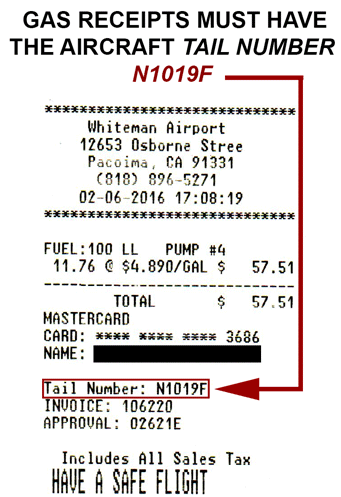 GAS RECEIPTS MUST HAVE
THE AIRCRAFT TAIL NUMBER
N1019F
******************************
Whiteman Airport
12653 Osborne Stree
Pacoima, CA 91331
(818) 896-5271
02-06-2016 17:08:19
******************************
FUEL:100 LL PUMP #4
11.76 @ $4.890/GAL $ 57.51
------------------------------
TOTAL $ 57.51
MASTERCARD
CARD: **** **** **** 3686
NAME:
Tail Number: N1019F
INVOICE: 106220
APPROVAL: 02621E
Includes All Sales Tax
HAVE A SAFE FLIGHT